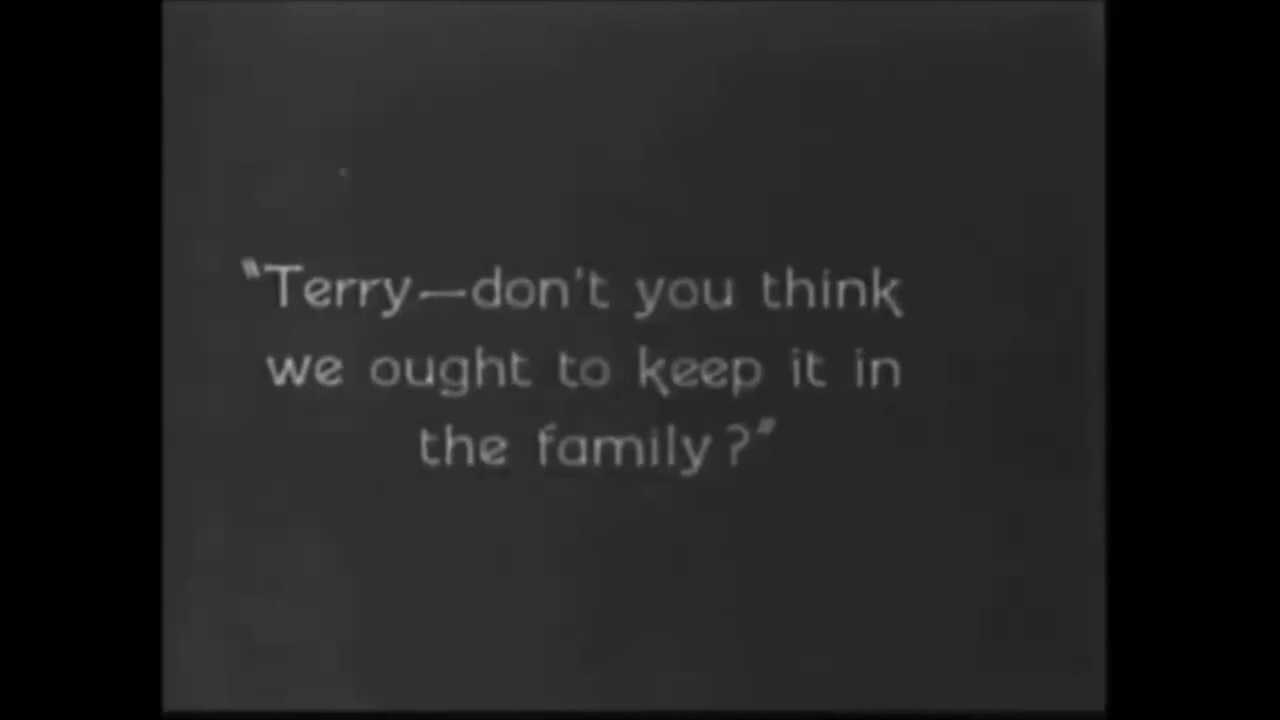 "Terry—don't you think
we ought to keep it in
the family?"